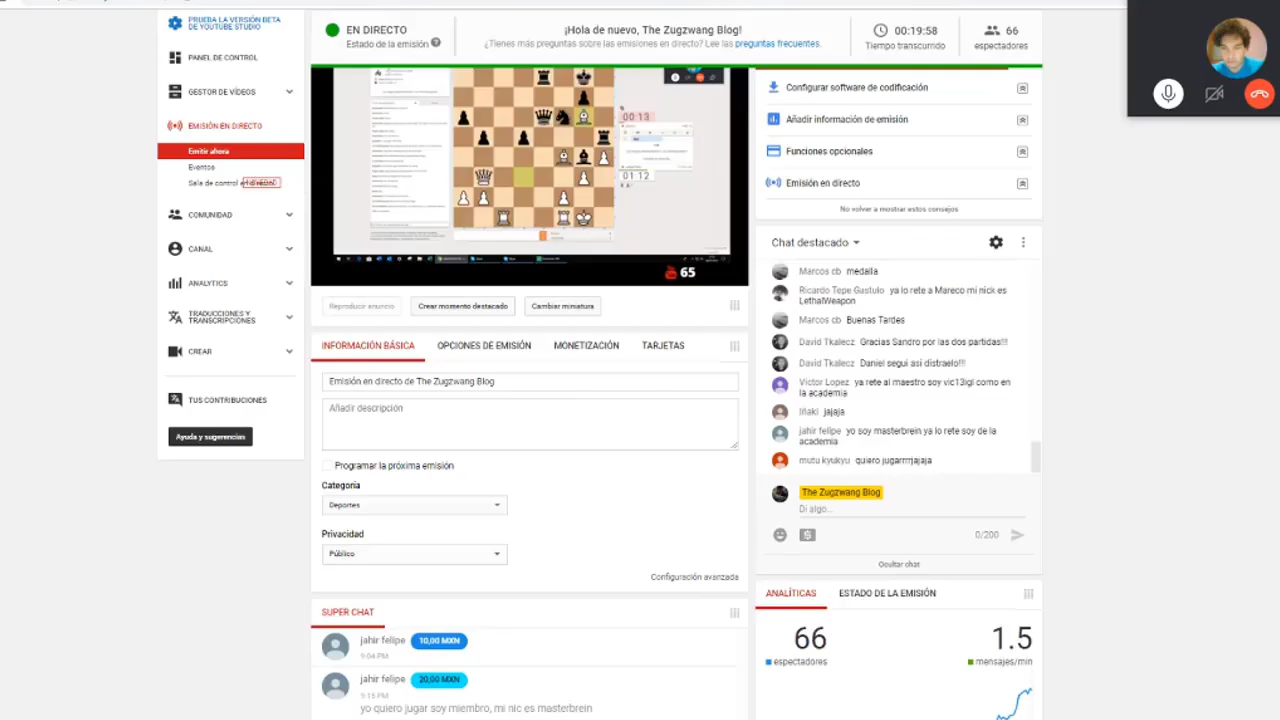 PRUEBA LA VERSIÓN BETA
DE YOUTUBE STUDIO
PANEL DE CONTROL
GESTOR DE VÍDEOS
EMISIÓN EN DIRECTO
Emitir ahora
Eventos
Sala de control en
COMUNIDAD
CANAL
ANALYTICS
TRADUCCIONES Y
TRANSCRIPCIONES
CREAR
TUS CONTRIBUCIONES
Ayuda y sugerencias
EN DIRECTO
Estado de la emisión
¡Hola de nuevo, The Zugzwang Blog!
¿Tienes más preguntas sobre las emisiones en directo? Lee las preguntas frecuentes.
00:19:58
Tiempo transcurrido
66
espectadores
00 13
01 12
65
Reproducir anuncio
Crear momento destacado
Cambiar miniatura
INFORMACIÓN BÁSICA
OPCIONES DE EMISIÓN
MONETIZACIÓN
TARJETAS
Emisión en directo de The Zugzwang Blog
Añadir descripción
Programar la próxima emisión
Categoría
Deportes
Privacidad
Público
Configuración avanzada
SUPER CHAT
jahir felipe 10,00 MXN
9:04 PM
jahir felipe 20,00 MXN
9:15 PM
yo quiero jugar soy miembro, mi nic es masterbrein
Configurar software de codificación
Añadir información de emisión
Funciones opcionales
Emisión en directo
No volver a mostrar estos consejos
Chat destacado
Marcos cb medalla
Ricardo Tepe Gastulo ya lo rete a Mareco mi nick es
LethalWeapon
Marcos cb Buenas Tardes
David Tkalecz Gracias Sandro por las dos partidas!!!
David Tkalecz Daniel segui así distraelo!!!
Victor Lopez ya rete al maestro soy vic13igl como en
la academia
Iñaki jajaja
jahir felipe yo soy masterbrein ya lo rete soy de la
academia
mutu kyukyu quiero jugarrrrjajaja
The Zugzwang Blog
Di algo...
0/200
Ocultar chat
ANALÍTICAS
ESTADO DE LA EMISIÓN
66
espectadores
1.5
mensajes/min